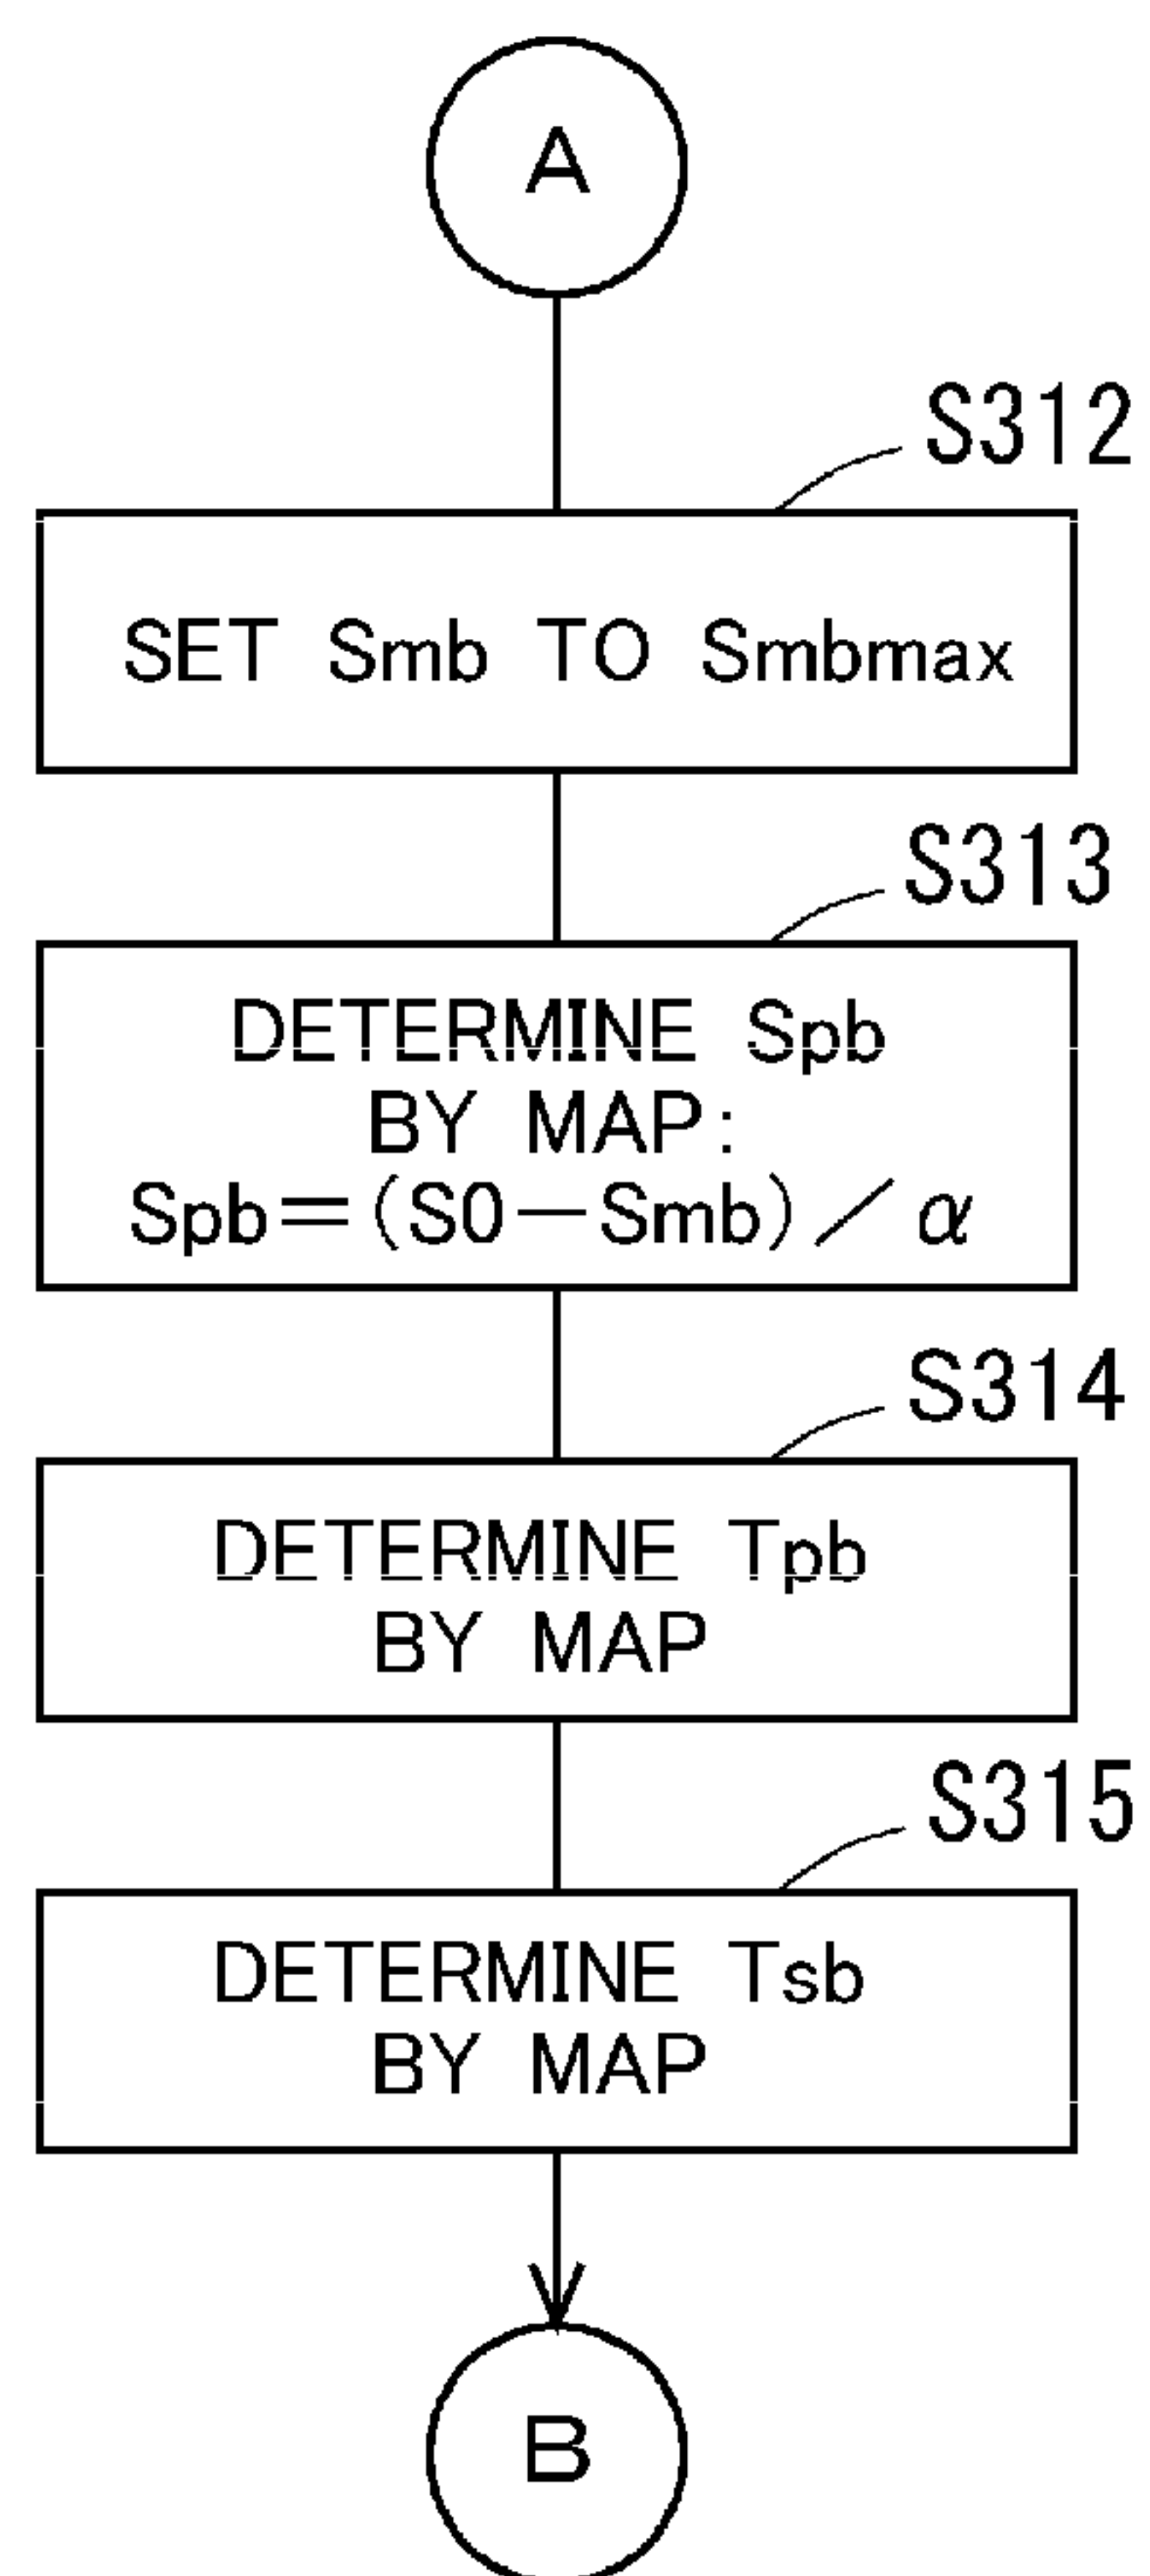 A
S312
SET Smb TO Smbmax
S313
DETERMINE Spb
BY MAP:
Spb=(S0−Smb)/α
S314
DETERMINE Tpb
BY MAP
S315
DETERMINE Tsb
BY MAP
B